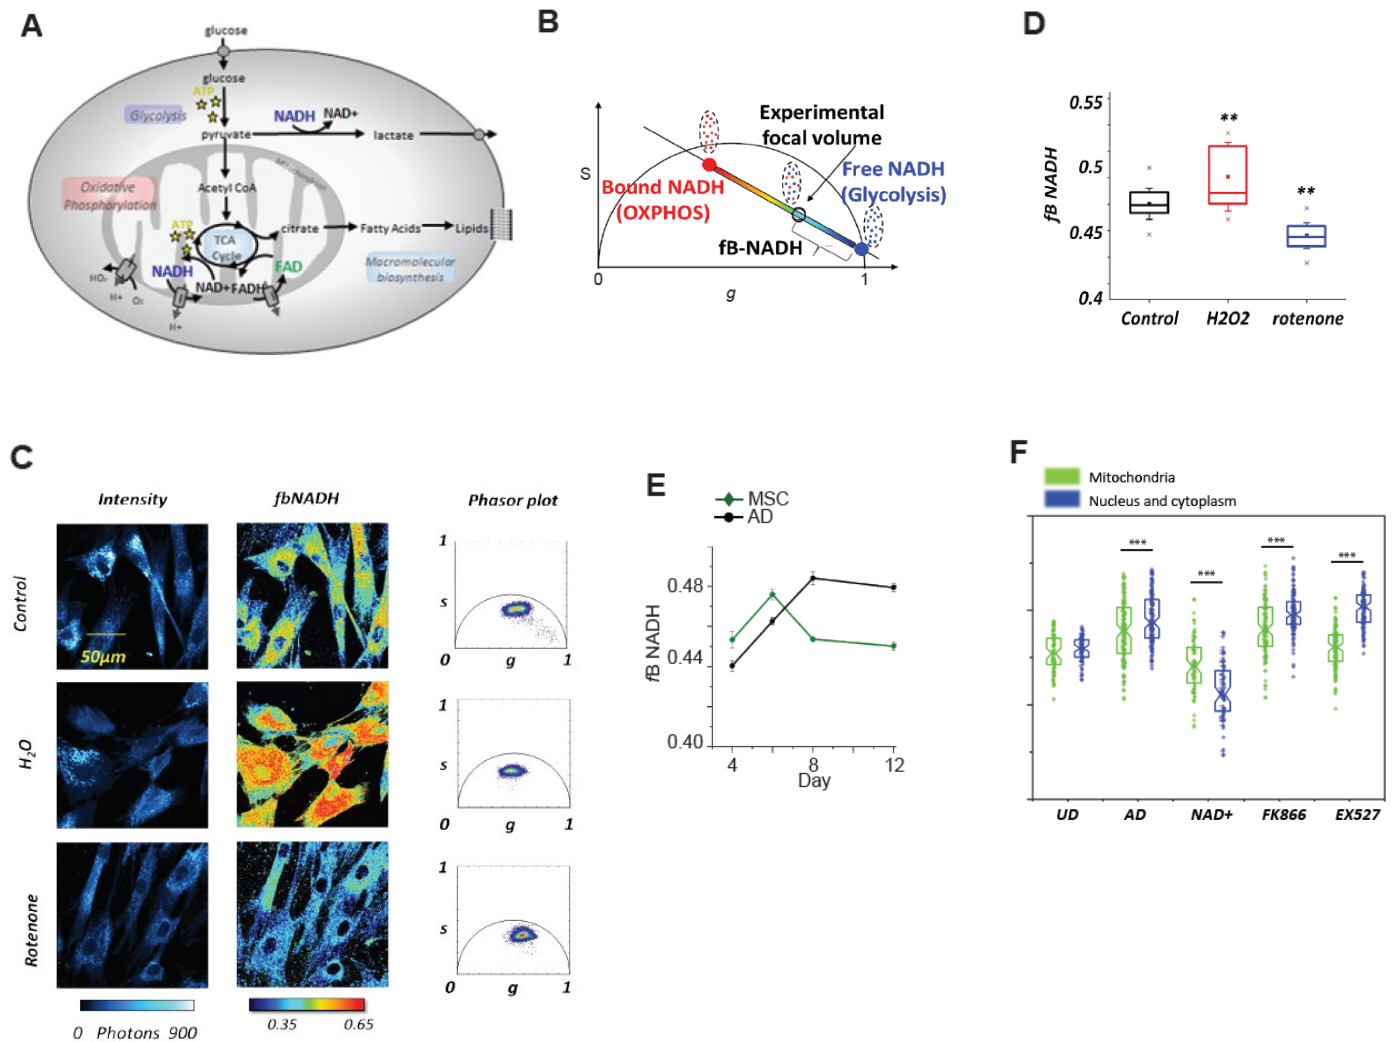 A
glucose
glucose
ATP
Glycolysis
NADH
NAD+
pyruvate
lactate
Mitochondrion
Oxidative
Phosphorylation
Acetyl CoA
ATP
TCA
Cycle
citrate
Fatty Acids
Lipids
NADH
FAD
Macromolecular
biosynthesis
NAD+
FADH
H+
O₂
H+
B
S
Experimental
focal volume
Bound NADH
(OXPHOS)
Free NADH
(Glycolysis)
fB-NADH
0
1
g
D
fB NADH
0.55
0.5
0.45
0.4
**
**
Control
H2O2
rotenone
C
Intensity
fbNADH
Phasor plot
Control
50μm
1
s
0
g
1
H₂O
1
s
0
g
1
Rotenone
1
s
0
g
1
0 Photons 900
0.35
0.65
E
MSC
AD
fB NADH
0.48
0.44
0.40
4
8
12
Day
F
Mitochondria
Nucleus and cytoplasm
***
***
***
***
UD
AD
NAD+
FK866
EX527